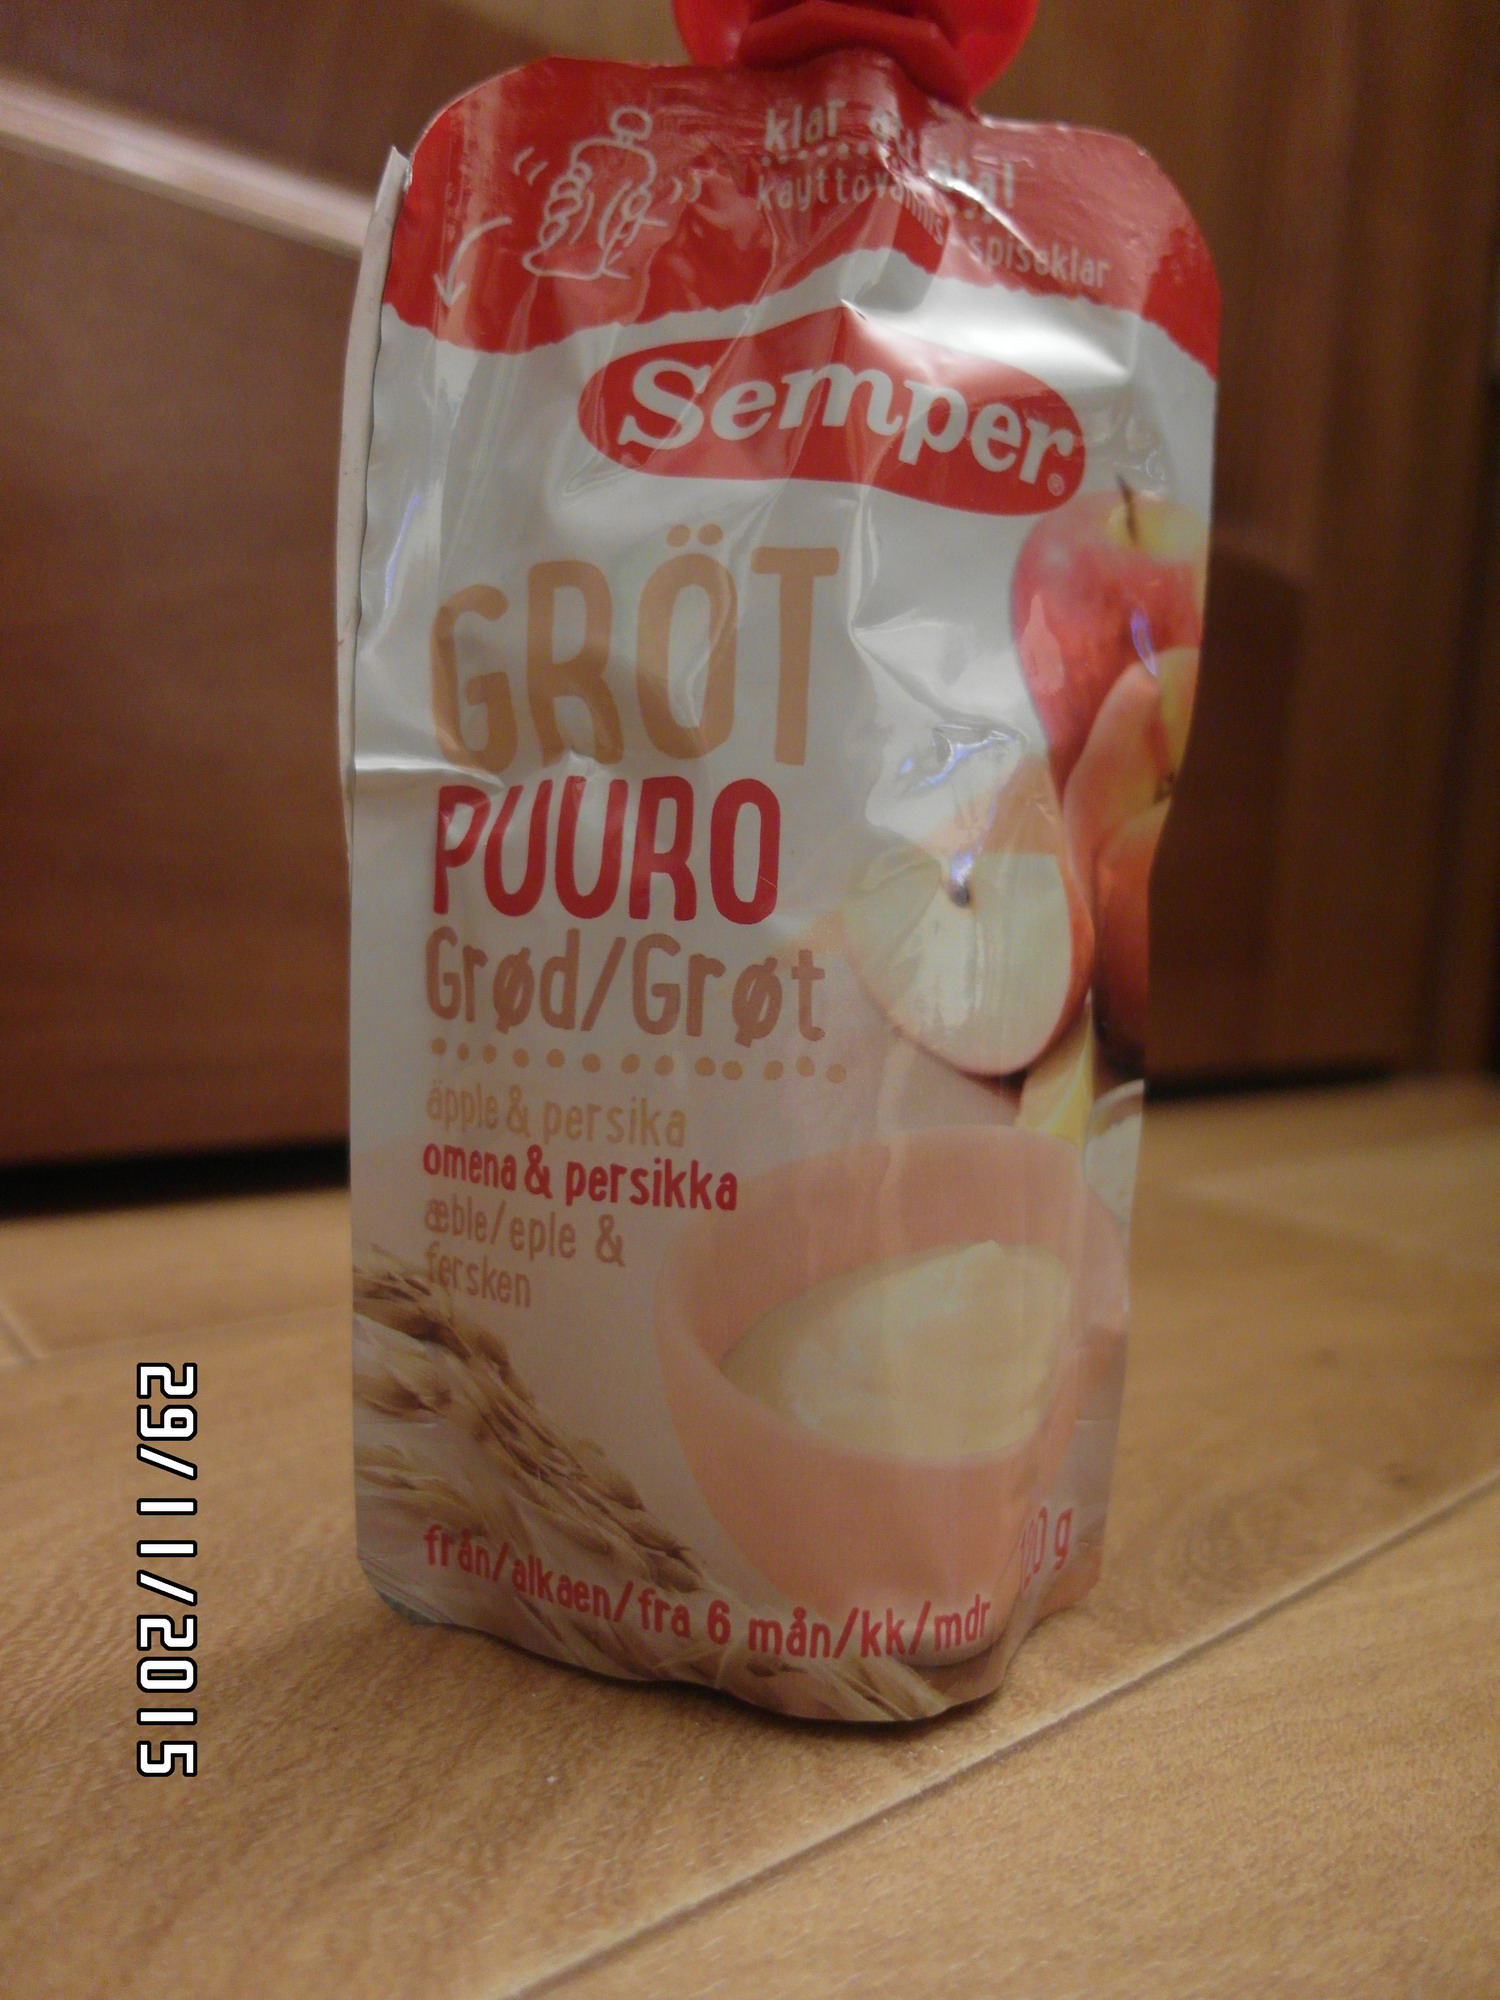 klar att äta!
käyttövalmis • spiseklar
Semper®
GRÖT
PUURO
Grød/Grøt
äpple & persika
omena & persikka
æble/eple &
fersken
från/alkaen/fra 6 mån/kk/mdr
g
29/11/2015